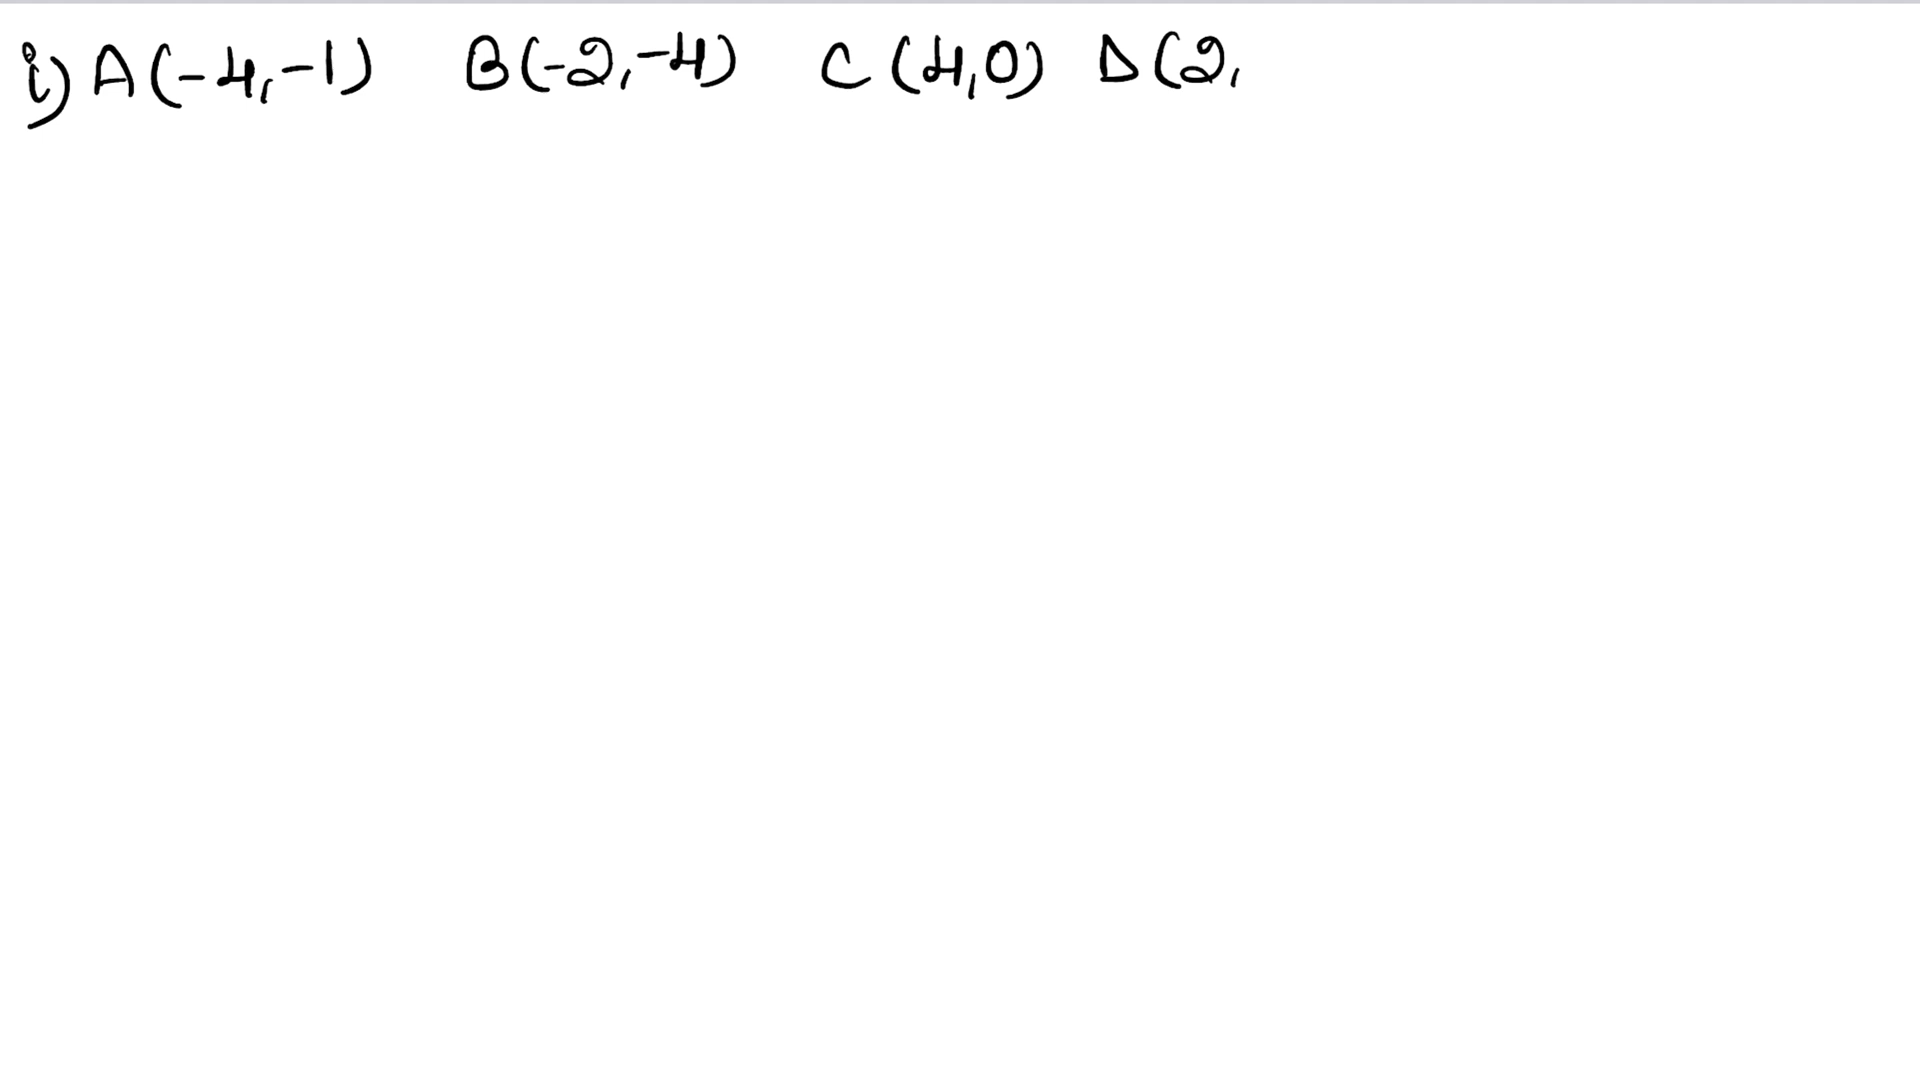 i) A(-4,-1) B(-2,-4) C(4,0) D(2,